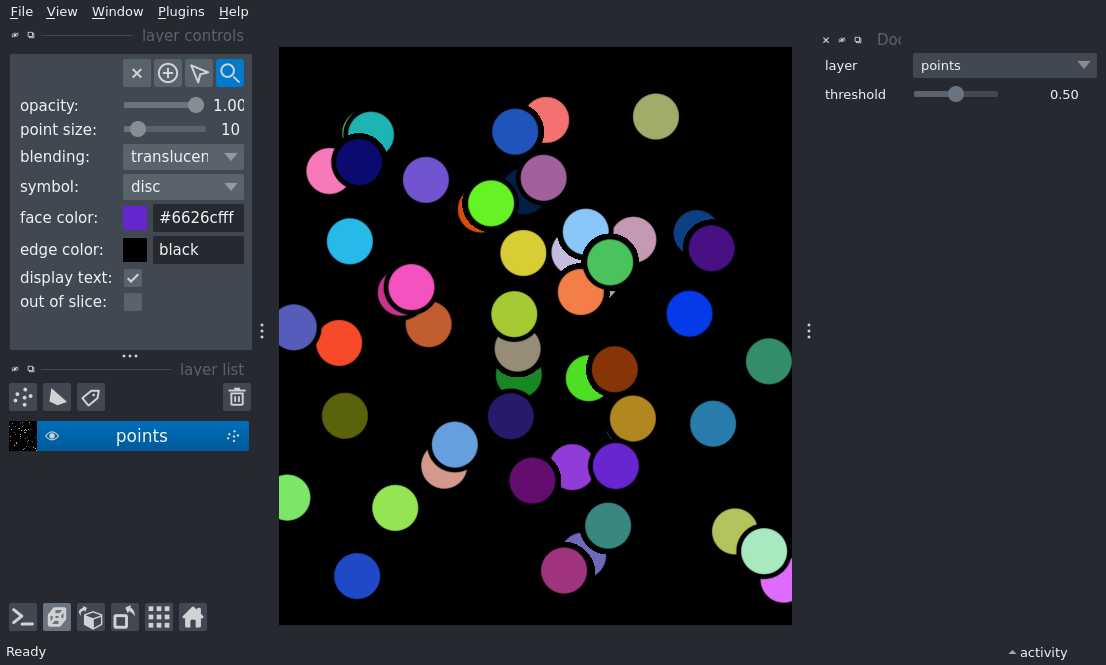 File View Window Plugins Help
layer controls
opacity: 1.00
point size: 10
blending: translucen
symbol: disc
face color: #6626cfff
edge color: black
display text:
out of slice:
layer list
points
Ready
Doc
layer points
threshold 0.50
activity